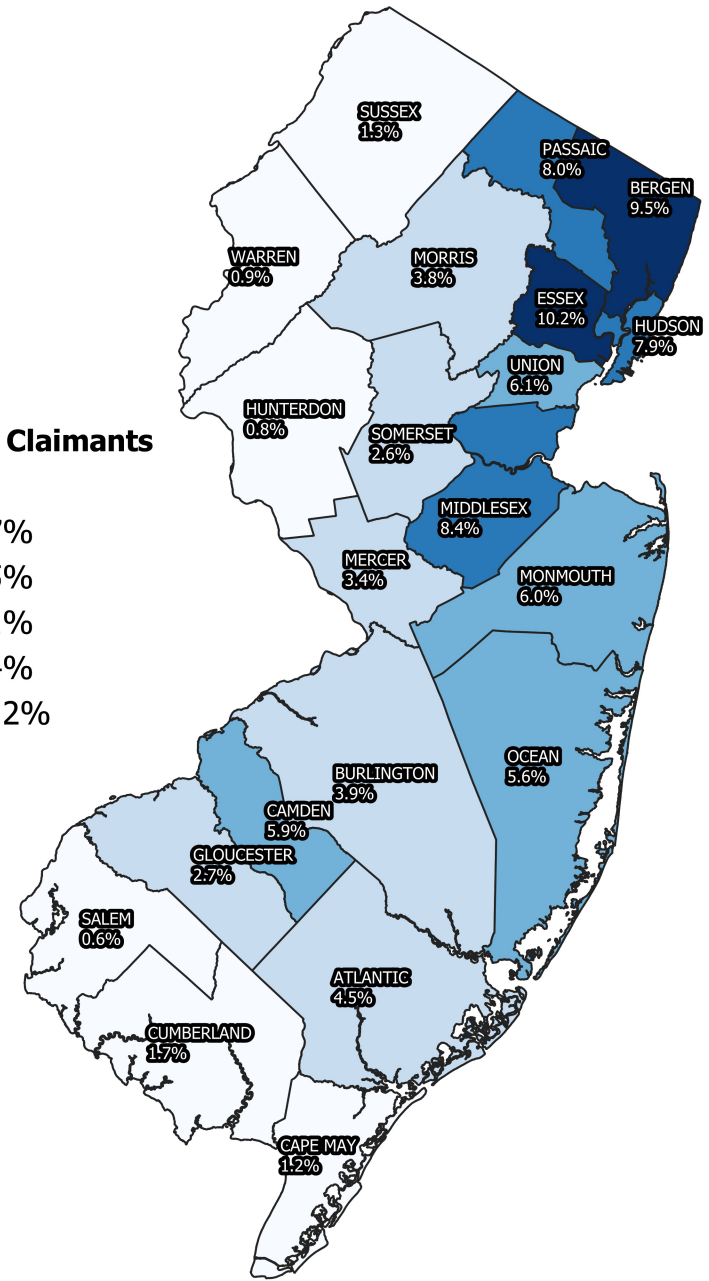 SUSSEX
1.3%
PASSAIC
8.0%
BERGEN
9.5%
WARREN
0.9%
MORRIS
3.8%
ESSEX
10.2%
HUDSON
7.9%
UNION
6.1%
HUNTERDON
0.8%
SOMERSET
2.6%
Claimants
7%
2%
MIDDLESEX
8.4%
MERCER
3.4%
MONMOUTH
6.0%
OCEAN
5.6%
BURLINGTON
3.9%
CAMDEN
5.9%
GLOUCESTER
2.7%
SALEM
0.6%
ATLANTIC
4.5%
CUMBERLAND
1.7%
CAPE MAY
1.2%